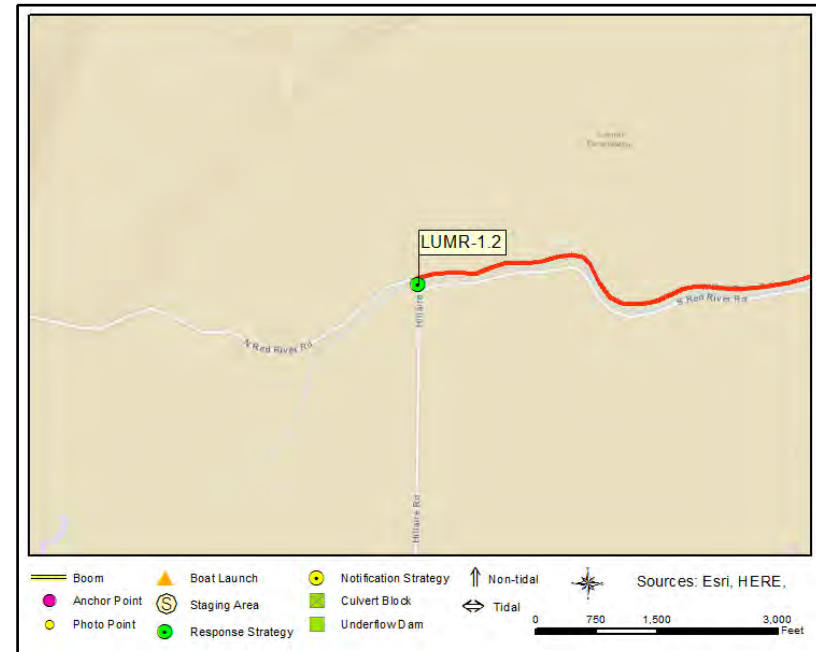 LUMR-1.2
Hillaire
N Red River Rd
N Red River Rd
Hillaire Rd
Boom
Anchor Point
Photo Point
Boat Launch
S Staging Area
Response Strategy
Notification Strategy
Culvert Block
Underflow Dam
Non-tidal
Tidal
Sources: Esri, HERE,
0 750 1,500 3,000
Feet